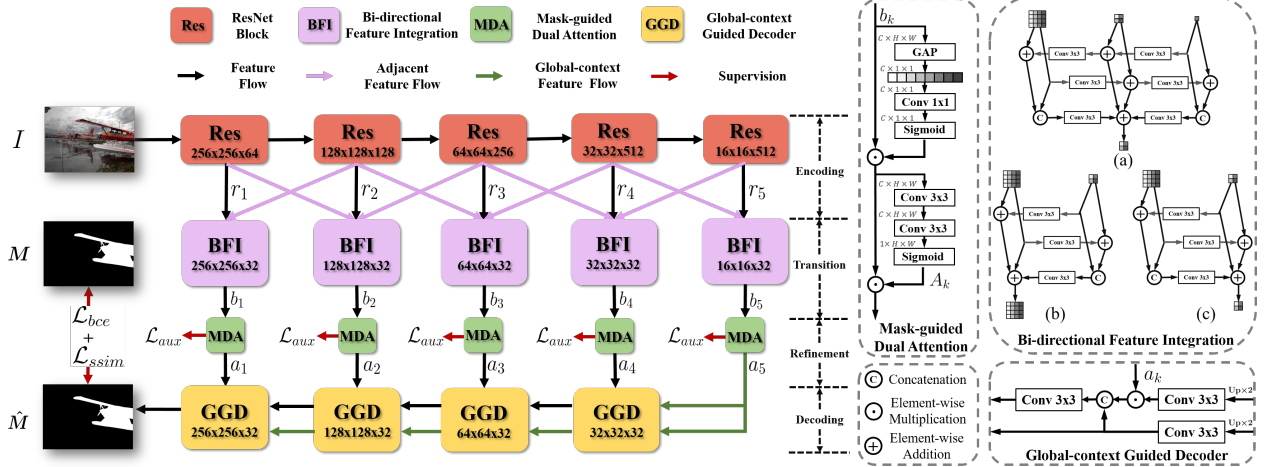 Res
ResNet
Block
BFI
Bi-directional
Feature Integration
MDA
Mask-guided
Dual Attention
GGD
Global-context
Guided Decoder
Feature
Flow
Adjacent
Feature Flow
Global-context
Feature Flow
Supervision
I
Res
256x256x64
Res
128x128x128
Res
64x64x256
Res
32x32x512
Res
16x16x512
Encoding
r1
r2
r3
r4
r5
M
BFI
256x256x32
BFI
128x128x32
BFI
64x64x32
BFI
32x32x32
BFI
16x16x32
Transition
b1
b2
b3
b4
b5
ℒbce
+
ℒssim
ℒaux
MDA
ℒaux
MDA
ℒaux
MDA
ℒaux
MDA
ℒaux
MDA
Refinement
a1
a2
a3
a4
a5
M̂
GGD
256x256x32
GGD
128x128x32
GGD
64x64x32
GGD
32x32x32
Decoding
bk
C×H×W
GAP
C×1×1
C×1×1
Conv 1x1
C×1×1
Sigmoid
C×H×W
Conv 3x3
C×H×W
Conv 3x3
1×H×W
Sigmoid
Ak
Mask-guided
Dual Attention
C Concatenation
Element-wise
Multiplication
Element-wise
Addition
Conv 3x3
Conv 3x3
Conv 3x3
Conv 3x3
C
Conv 3x3
Conv 3x3
C
(a)
Conv 3x3
Conv 3x3
Conv 3x3
C
(b)
Conv 3x3
Conv 3x3
C
Conv 3x3
(c)
Bi-directional Feature Integration
ak
Up×2
Conv 3x3
C
Conv 3x3
Up×2
Conv 3x3
Global-context Guided Decoder